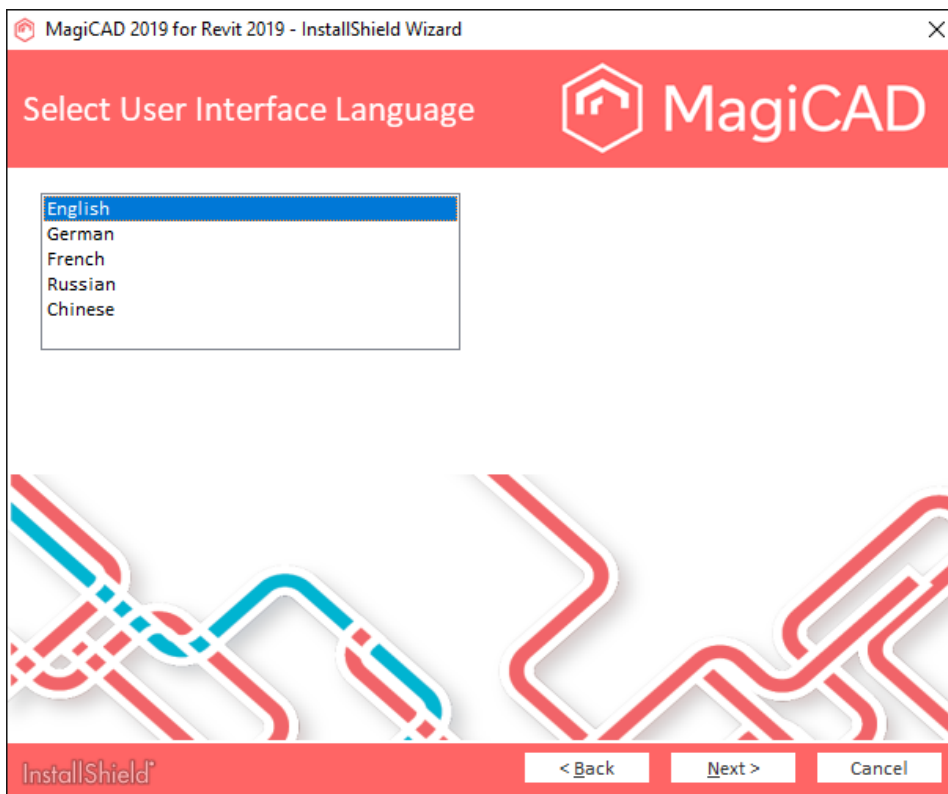 MagiCAD 2019 for Revit 2019 - InstallShield Wizard
Select User Interface Language
MagiCAD
English
German
French
Russian
Chinese
InstallShield
< Back
Next >
Cancel